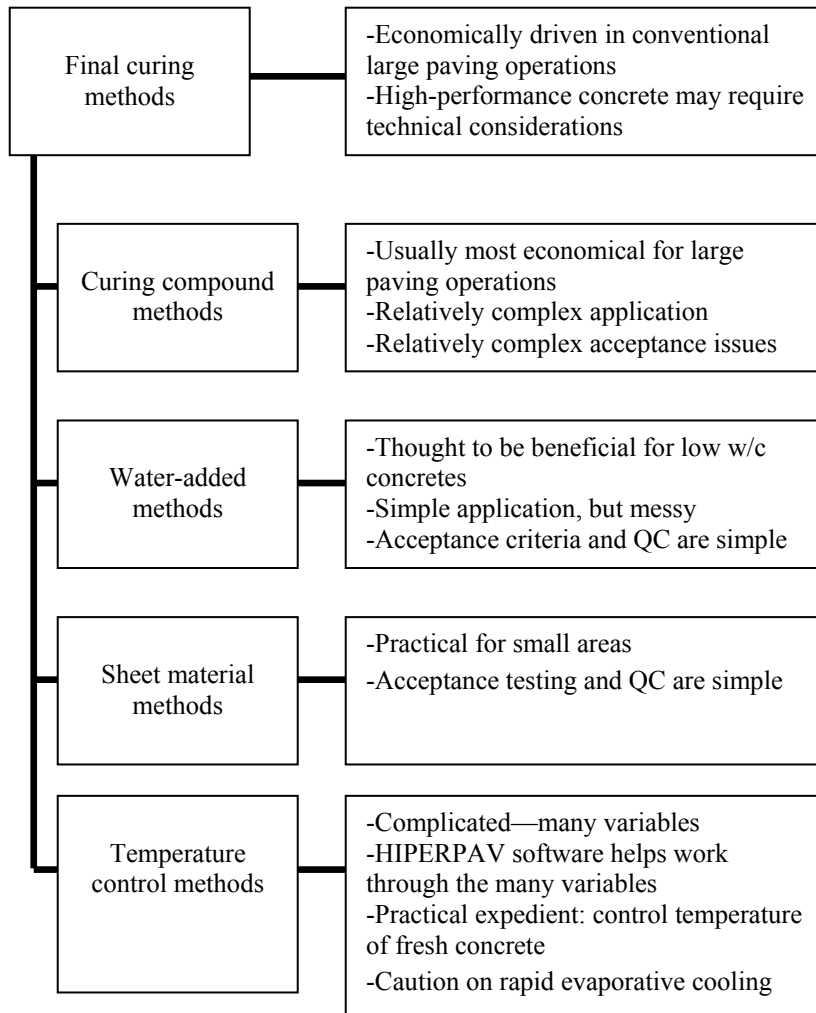 Final curing
methods
-Economically driven in conventional
large paving operations
-High-performance concrete may require
technical considerations
Curing compound
methods
-Usually most economical for large
paving operations
-Relatively complex application
-Relatively complex acceptance issues
Water-added
methods
-Thought to be beneficial for low w/c
concretes
-Simple application, but messy
-Acceptance criteria and QC are simple
Sheet material
methods
-Practical for small areas
-Acceptance testing and QC are simple
Temperature
control methods
-Complicated—many variables
-HIPERPAV software helps work
through the many variables
-Practical expedient: control temperature
of fresh concrete
-Caution on rapid evaporative cooling